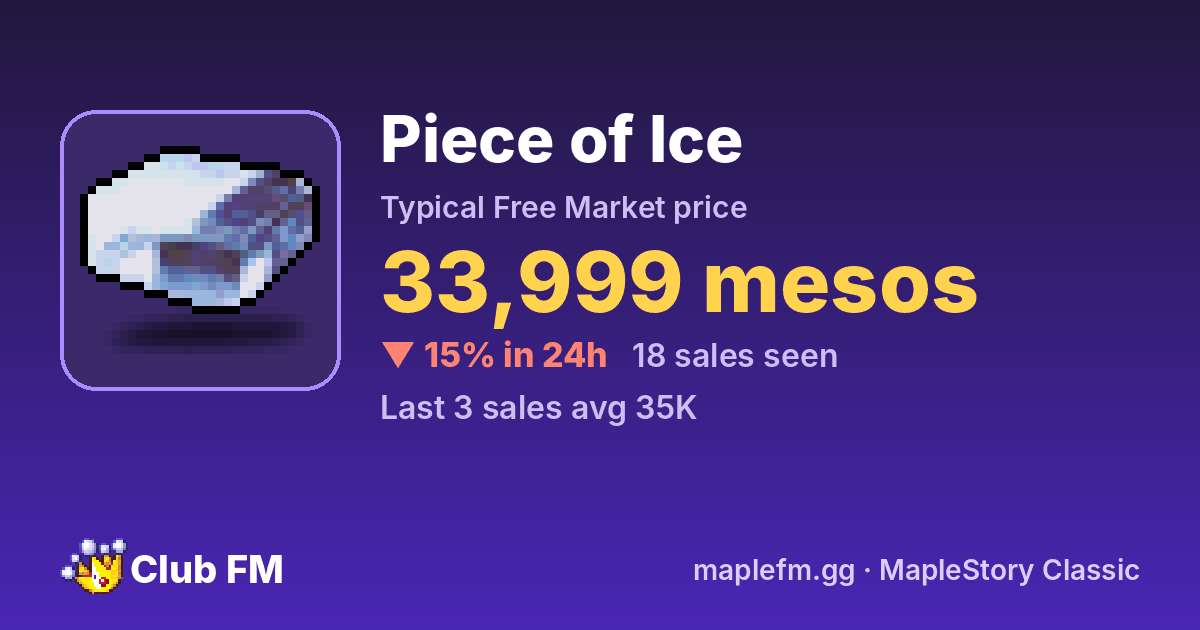 Piece of Ice
Typical Free Market price
33,999 mesos
▼ 15% in 24h 18 sales seen
Last 3 sales avg 35K
Club FM
maplefm.gg · MapleStory Classic